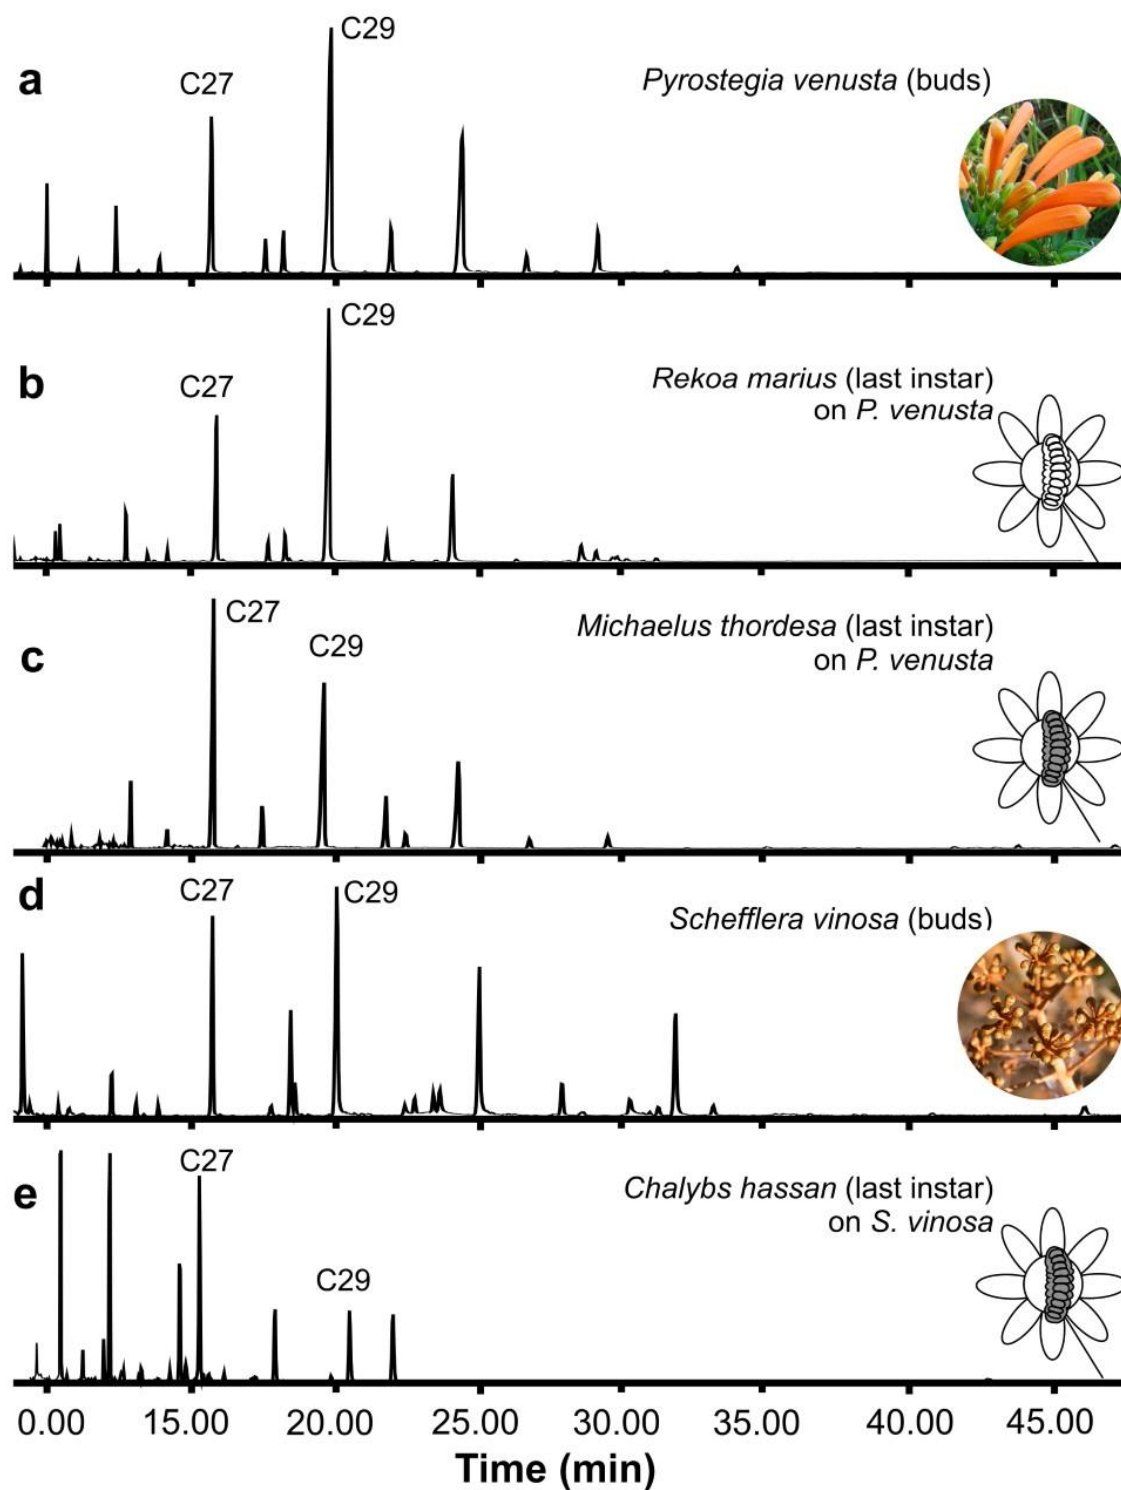 a
C27
C29
Pyrostegia venusta (buds)
b
C27
C29
Rekoa marius (last instar)
on P. venusta
c
C27
C29
Michaelus thordesa (last instar)
on P. venusta
d
C27
C29
Schefflera vinosa (buds)
e
C27
C29
Chalybs hassan (last instar)
on S. vinosa
0.00 15.00 20.00 25.00 30.00 35.00 40.00 45.00
Time (min)